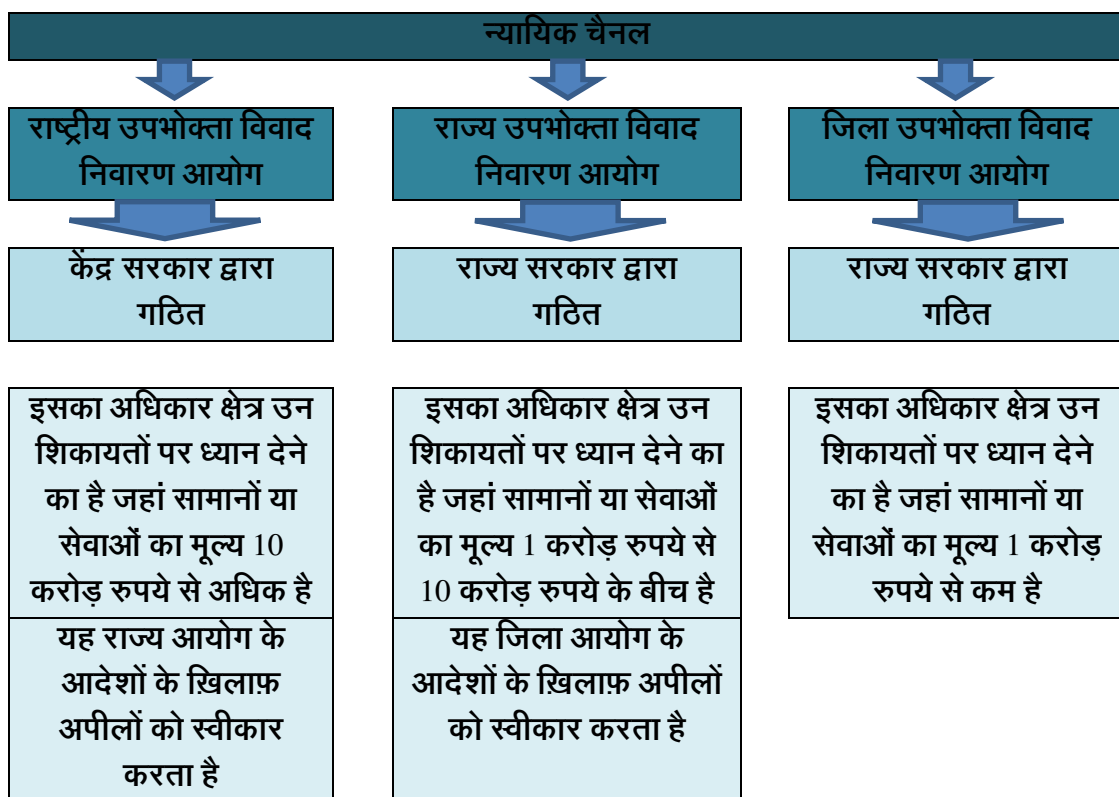 न्यायिक चैनल
राष्ट्रीय उपभोक्ता विवाद
निवारण आयोग
राज्य उपभोक्ता विवाद
निवारण आयोग
जिला उपभोक्ता विवाद
निवारण आयोग
केंद्र सरकार द्वारा
गठित
राज्य सरकार द्वारा
गठित
राज्य सरकार द्वारा
गठित
इसका अधिकार क्षेत्र उन
शिकायतों पर ध्यान देने
का है जहां सामानों या
सेवाओं का मूल्य 10
करोड़ रुपये से अधिक है
इसका अधिकार क्षेत्र उन
शिकायतों पर ध्यान देने का
है जहां सामानों या सेवाओं
का मूल्य 1 करोड़ रुपये से
10 करोड़ रुपये के बीच है
इसका अधिकार क्षेत्र उन
शिकायतों पर ध्यान देने
का है जहां सामानों या
सेवाओं का मूल्य 1 करोड़
रुपये से कम है
यह राज्य आयोग के
आदेशों के ख़िलाफ़
अपीलों को स्वीकार
करता है
यह जिला आयोग के
आदेशों के ख़िलाफ़ अपीलों
को स्वीकार करता है